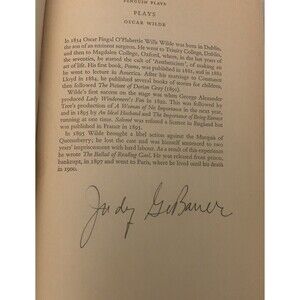 PENGUIN PLAYS
PLAYS
OSCAR WILDE
In 1854 Oscar Fingal O'Flahertie Wills Wilde was born in Dublin,
the son of an eminent surgeon. He went to Trinity College, Dublin,
and then to Magdalen College, Oxford, where, in the last years of
the seventies, he started the cult of 'Aestheticism', of making an
art of life. His first book, Poems, was published in 1881, and in 1882
he went to lecture in America. After his marriage to Constance
Lloyd in 1884, he published several books of stories for children,
then followed The Picture of Dorian Gray (1891).
Wilde's first success on the stage was when George Alexander
produced Lady Windermere's Fan in 1892. This was followed by
Tree's production of A Woman of No Importance in the next year,
and in 1895 by An Ideal Husband and The Importance of Being Earnest
running at one time. Salomé was refused a licence in England but
was published in France in 1893.
In 1895 Wilde brought a libel action against the Marquis of
Queensberry; he lost the case and was himself sentenced to two
years' imprisonment with hard labour. As a result of this experience
he wrote The Ballad of Reading Gaol. He was released from prison,
bankrupt, in 1897 and went to Paris, where he lived until his death
in 1900.
Judy GeBauer